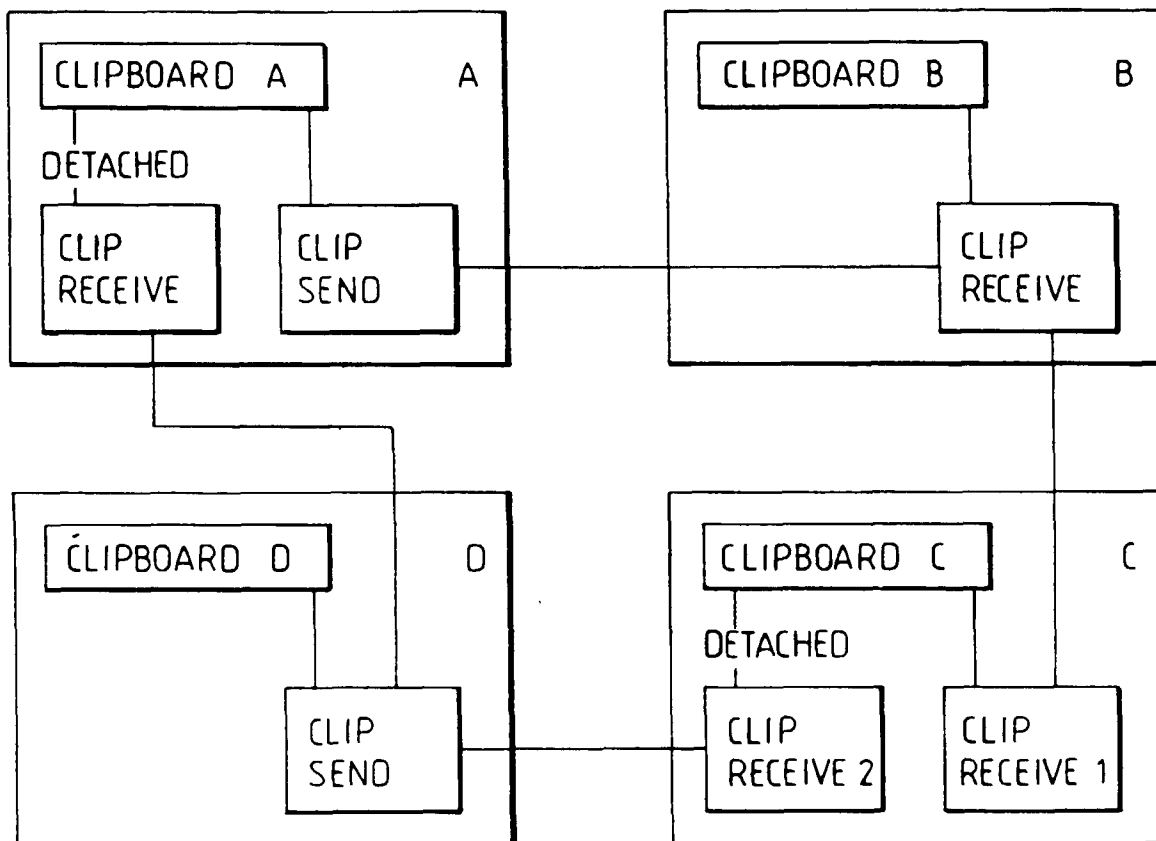 CLIPBOARD A
A
DETACHED
CLIP
RECEIVE
CLIP
SEND
CLIPBOARD B
B
CLIP
RECEIVE
CLIPBOARD D
D
CLIP
SEND
CLIPBOARD C
C
DETACHED
CLIP
RECEIVE 2
CLIP
RECEIVE 1